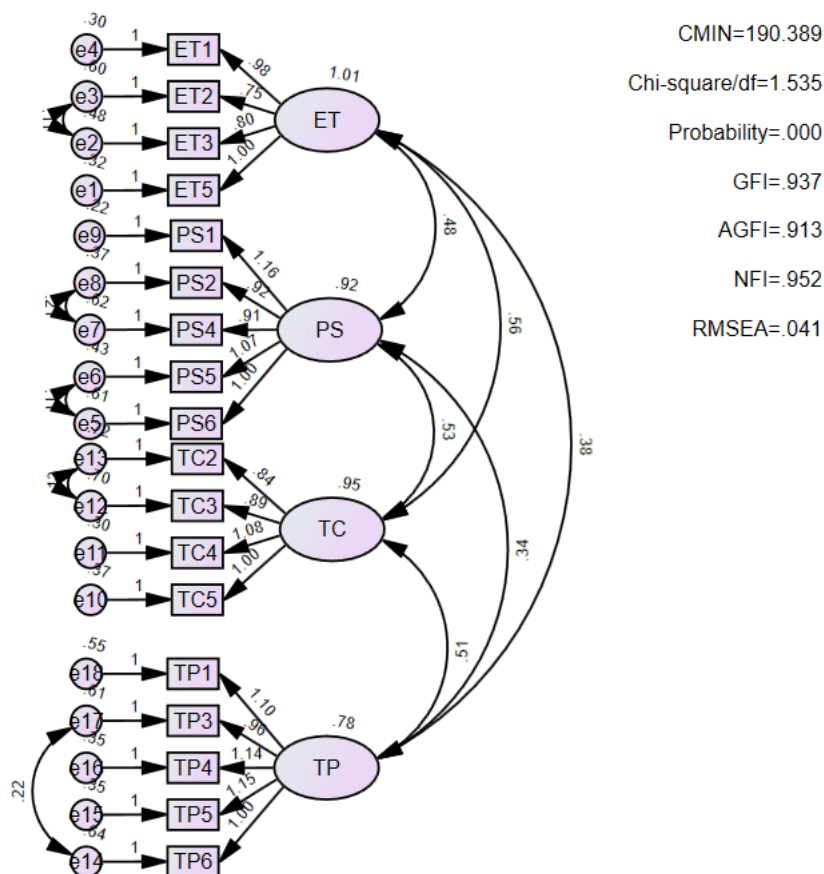 CMIN=190.389
Chi-square/df=1.535
Probability=.000
GFI=.937
AGFI=.913
NFI=.952
RMSEA=.041
.30
e4 1 ET1 .98
.60
e3 1 ET2 .75
.48
e2 1 ET3 .80
.32
e1 1 ET5 1.00
1.01
ET
.22
e9 1 PS1 1.16
.37
e8 1 PS2 .92
.62
e7 1 PS4 .91
.43
e6 1 PS5 1.07
.61
e5 1 PS6 1.00
.92
PS
e13 1 TC2 .84
.70
e12 1 TC3 .89
.30
e11 1 TC4 1.08
.37
e10 1 TC5 1.00
.95
TC
.55
e18 1 TP1 1.10
.61
e17 1 TP3 .96
.35
e16 1 TP4 1.14
.35
e15 1 TP5 1.15
.64
e14 1 TP6 1.00
.78
TP
.22
.48
.56
.38
.53
.34
.51